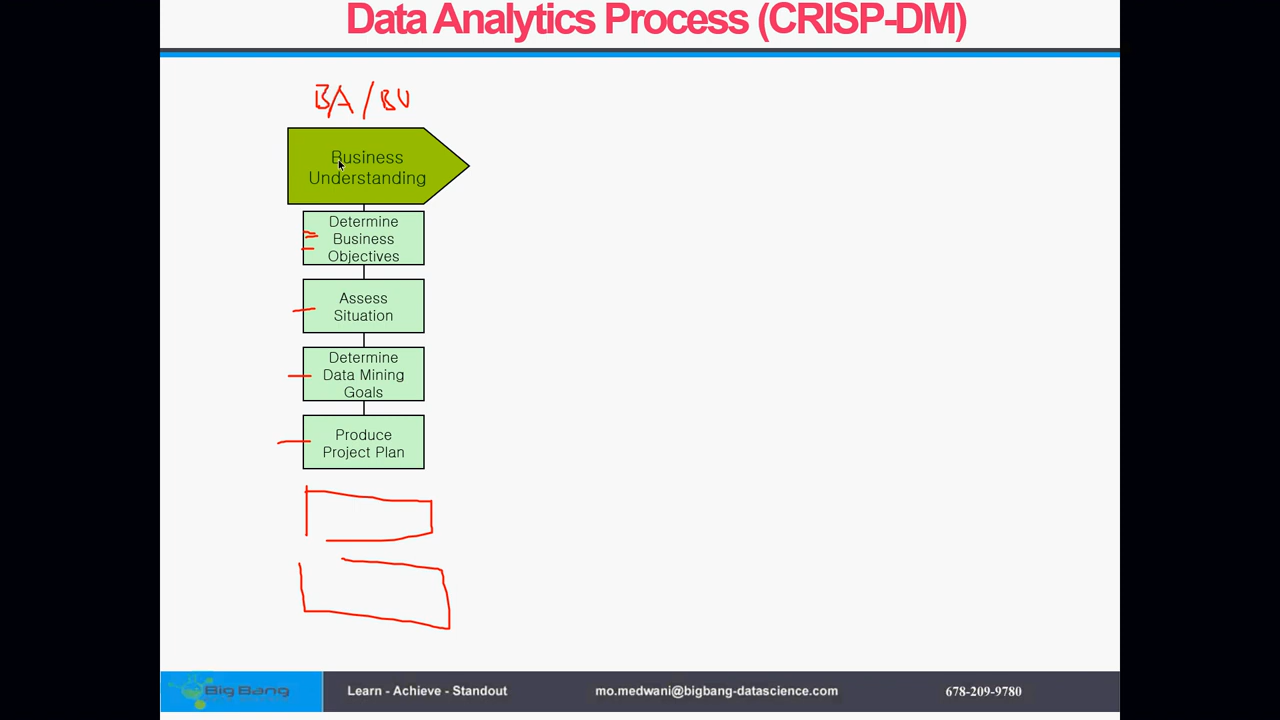 Data Analytics Process (CRISP-DM)
BA/BU
Business
Understanding
Determine
Business
Objectives
Assess
Situation
Determine
Data Mining
Goals
Produce
Project Plan
Big Bang
Learn - Achieve - Standout
mo.medwani@bigbang-datascience.com
678-209-9780